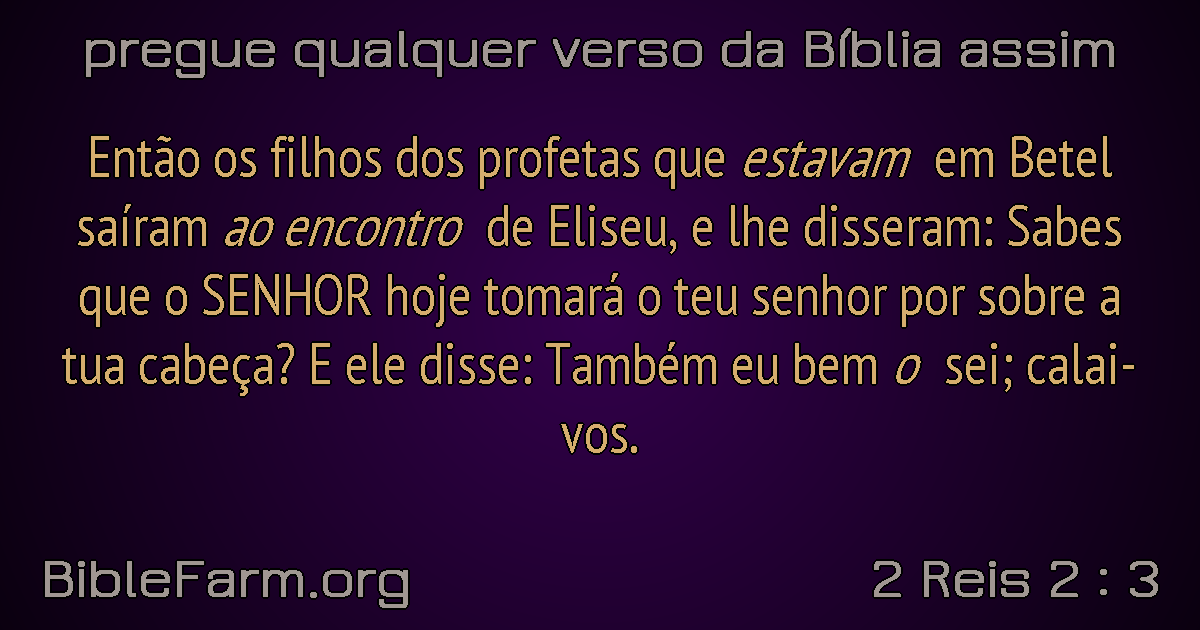 pregue qualquer verso da Bíblia assim
Então os filhos dos profetas que estavam em Betel
saíram ao encontro de Eliseu, e lhe disseram: Sabes
que o SENHOR hoje tomará o teu senhor por sobre a
tua cabeça? E ele disse: Também eu bem o sei; calai-
vos.
BibleFarm.org
2 Reis 2 : 3